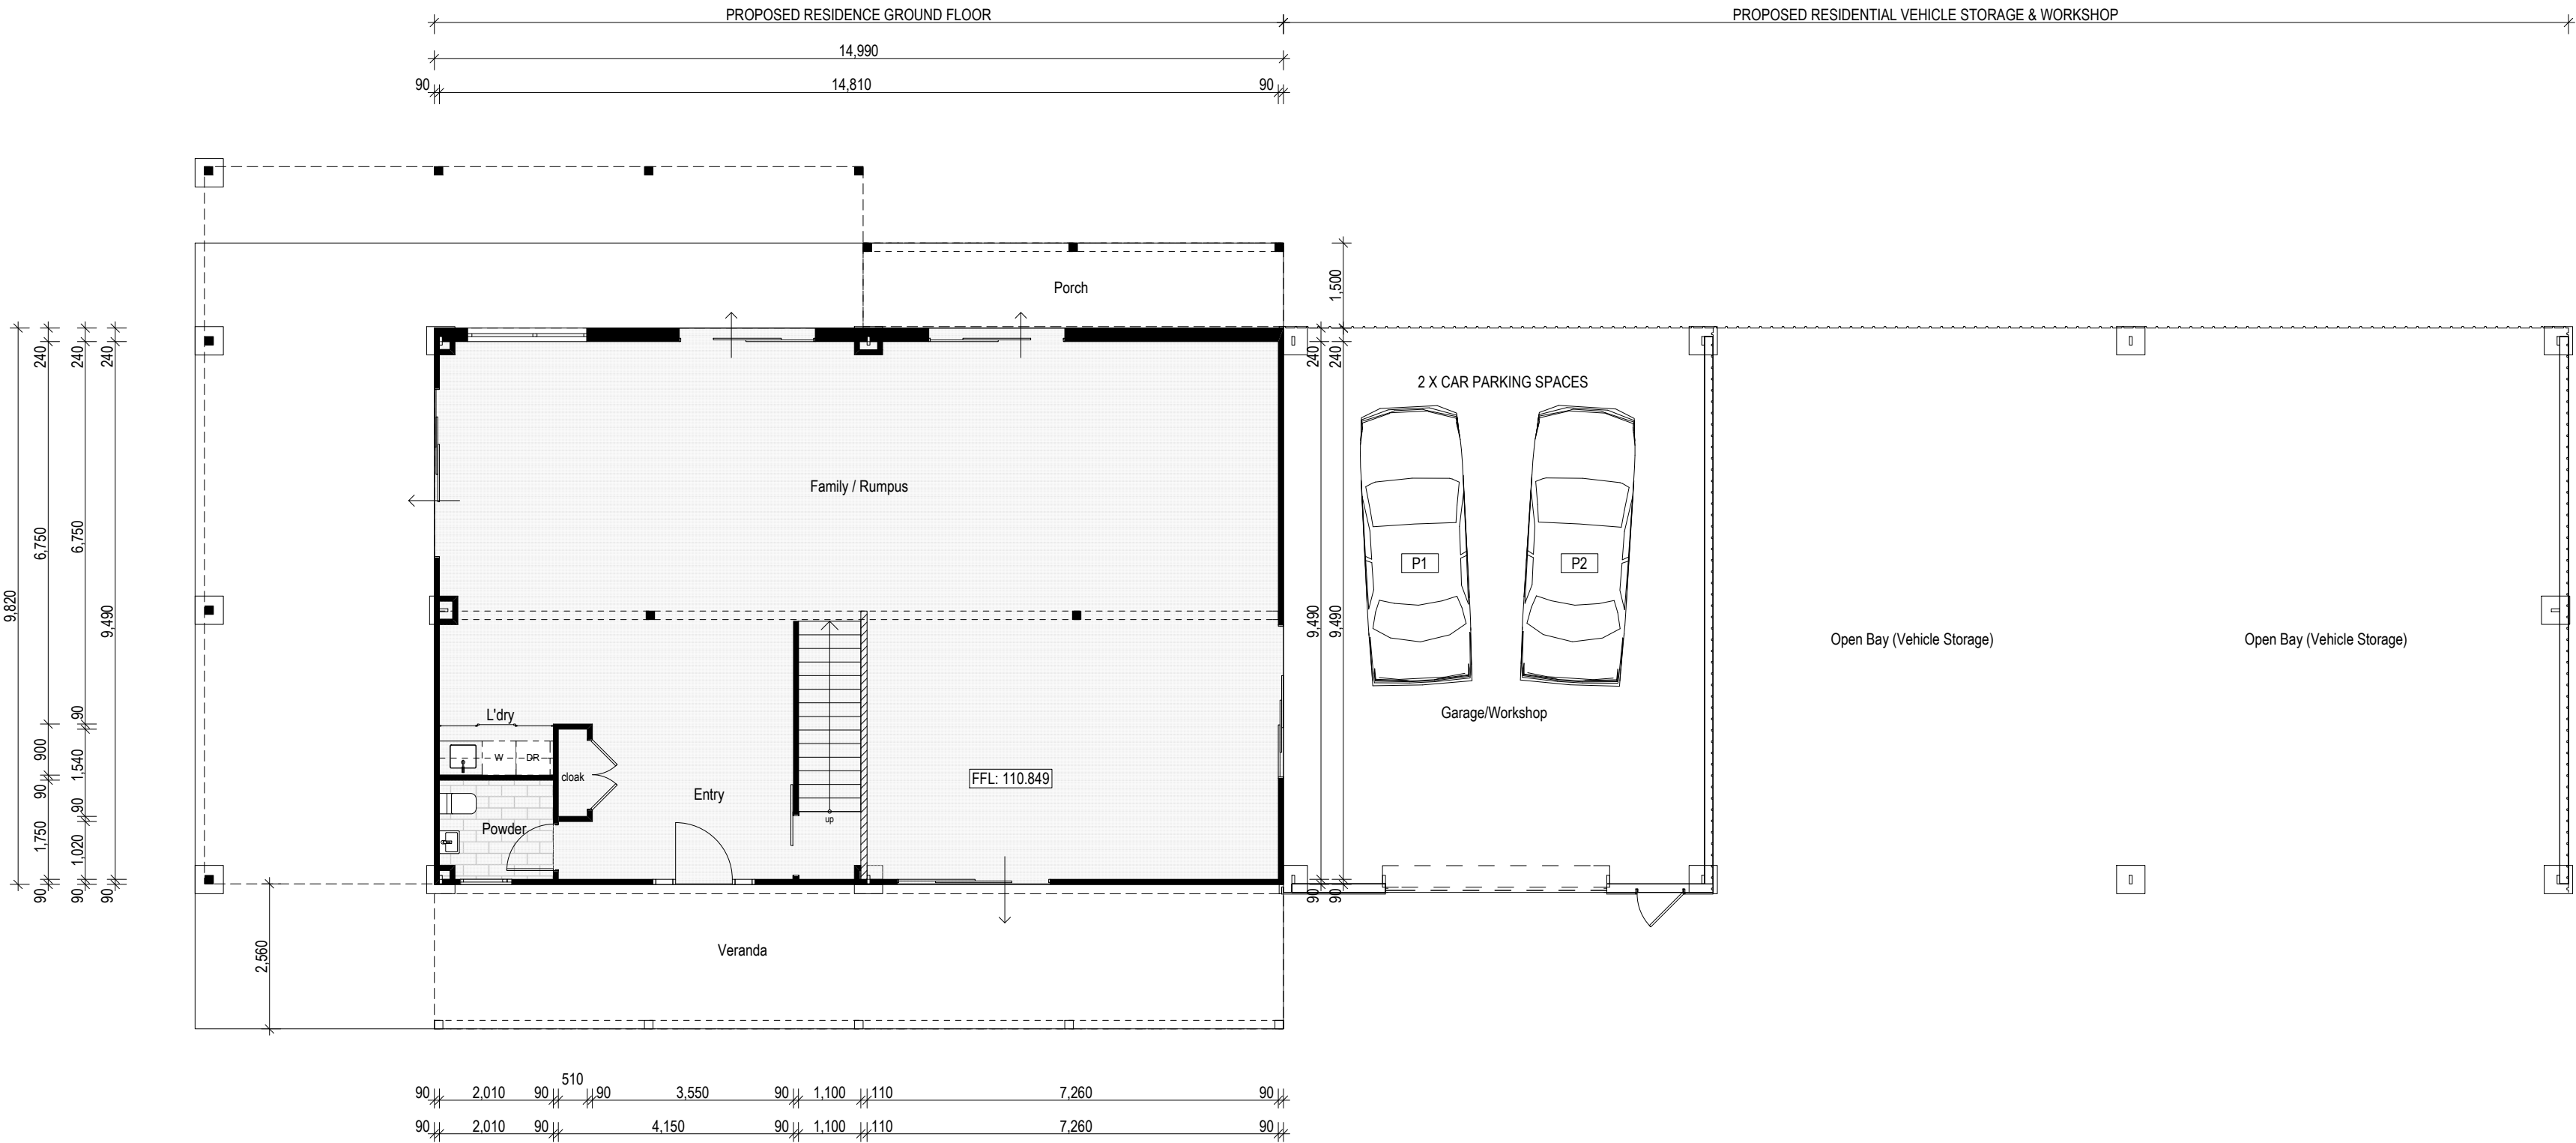 PROPOSED RESIDENCE GROUND FLOOR
PROPOSED RESIDENTIAL VEHICLE STORAGE & WORKSHOP
14,990
90 14,810 90
Porch
1,500
240 240 240
240 240
2 X CAR PARKING SPACES
Family / Rumpus
P1 P2
9,820
6,750
6,750
9,490
9,490
9,490
Open Bay (Vehicle Storage)
Open Bay (Vehicle Storage)
L'dry
Garage/Workshop
W DR
cloak
FFL: 110.849
Entry
up
Powder
900
90
1,750
90
90
1,540
90
1,020
90
90
90
90
Veranda
2,560
510
90 2,010 90 90 3,550 90 1,100 110 7,260 90
90 2,010 90 4,150 90 1,100 110 7,260 90